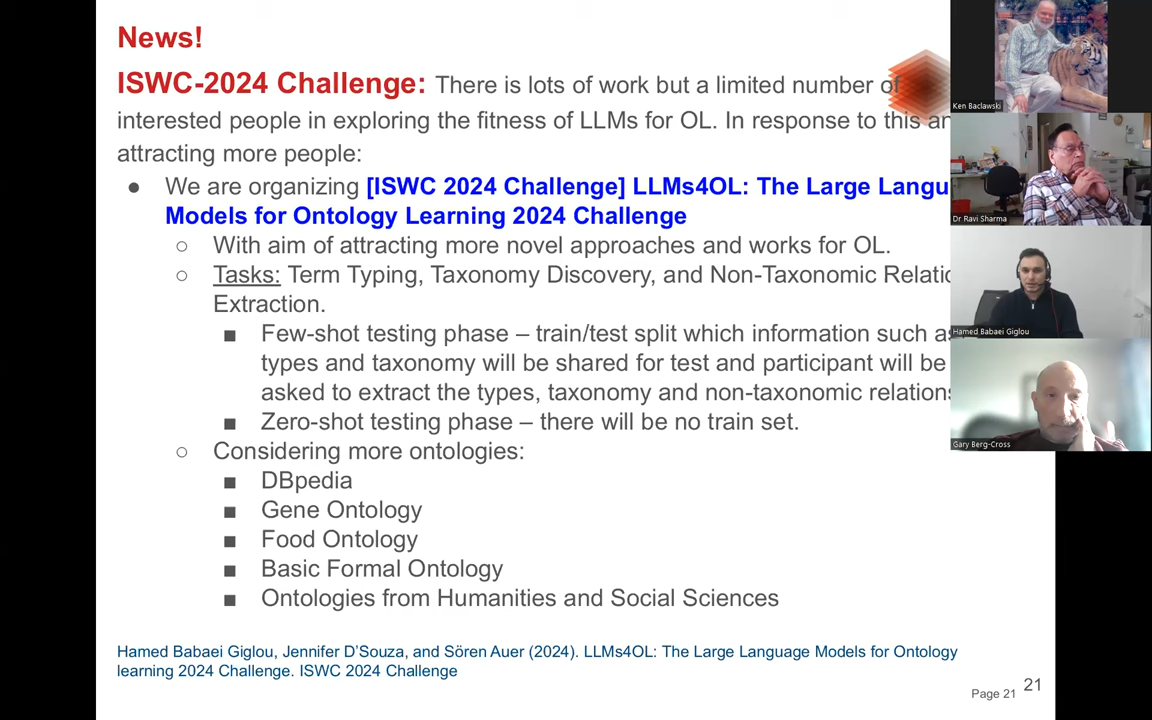 News!
ISWC-2024 Challenge: There is lots of work but a limited number of
interested people in exploring the fitness of LLMs for OL. In response to this an
attracting more people:
● We are organizing [ISWC 2024 Challenge] LLMs4OL: The Large Langu
Models for Ontology Learning 2024 Challenge
○ With aim of attracting more novel approaches and works for OL.
○ Tasks: Term Typing, Taxonomy Discovery, and Non-Taxonomic Relatio
Extraction.
■ Few-shot testing phase – train/test split which information such as
types and taxonomy will be shared for test and participant will be
asked to extract the types, taxonomy and non-taxonomic relations
■ Zero-shot testing phase – there will be no train set.
○ Considering more ontologies:
■ DBpedia
■ Gene Ontology
■ Food Ontology
■ Basic Formal Ontology
■ Ontologies from Humanities and Social Sciences
Hamed Babaei Giglou, Jennifer D'Souza, and Sören Auer (2024). LLMs4OL: The Large Language Models for Ontology
learning 2024 Challenge. ISWC 2024 Challenge
Page 21 21
Ken Baclawski
Dr Ravi Sharma
Hamed Babaei Giglou
Gary Berg-Cross